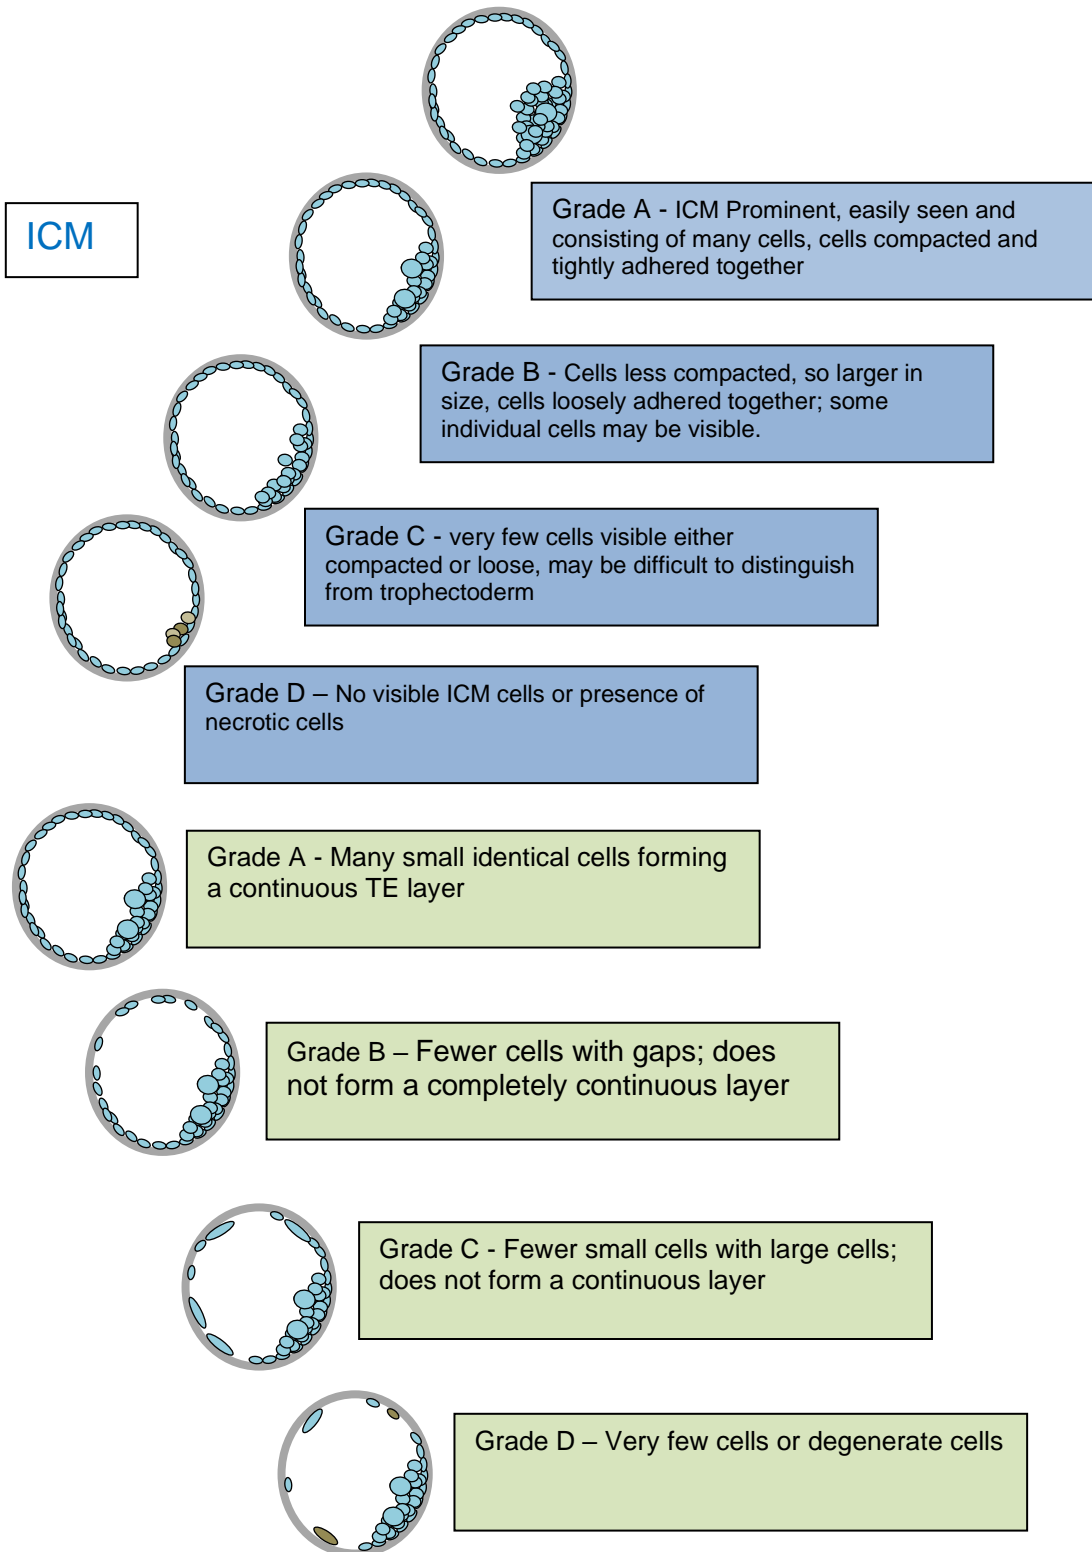 ICM
Grade A - ICM Prominent, easily seen and
consisting of many cells, cells compacted and
tightly adhered together
Grade B - Cells less compacted, so larger in
size, cells loosely adhered together; some
individual cells may be visible.
Grade C - very few cells visible either
compacted or loose, may be difficult to distinguish
from trophectoderm
Grade D – No visible ICM cells or presence of
necrotic cells
Grade A - Many small identical cells forming
a continuous TE layer
Grade B – Fewer cells with gaps; does
not form a completely continuous layer
Grade C - Fewer small cells with large cells;
does not form a continuous layer
Grade D – Very few cells or degenerate cells